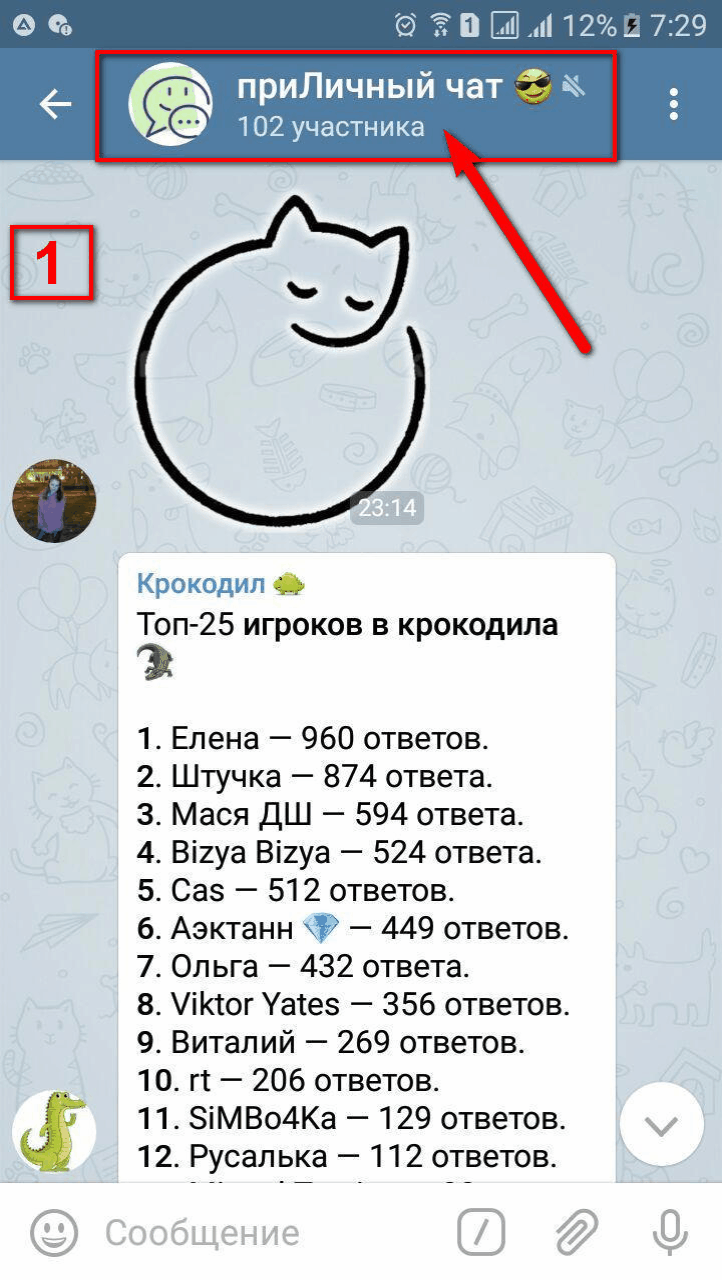 1 12% 7:29
приЛичный чат
102 участника
1
23:14
Крокодил
Топ-25 игроков в крокодила
1. Елена — 960 ответов.
2. Штучка — 874 ответа.
3. Мася ДШ — 594 ответа.
4. Bizya Bizya — 524 ответа.
5. Cas — 512 ответов.
6. Аэктанн 💎 — 449 ответов.
7. Ольга — 432 ответа.
8. Viktor Yates — 356 ответов.
9. Виталий — 269 ответов.
10. rt — 206 ответов.
11. SiMBo4Ka — 129 ответов.
12. Русалька — 112 ответов.
Сообщение